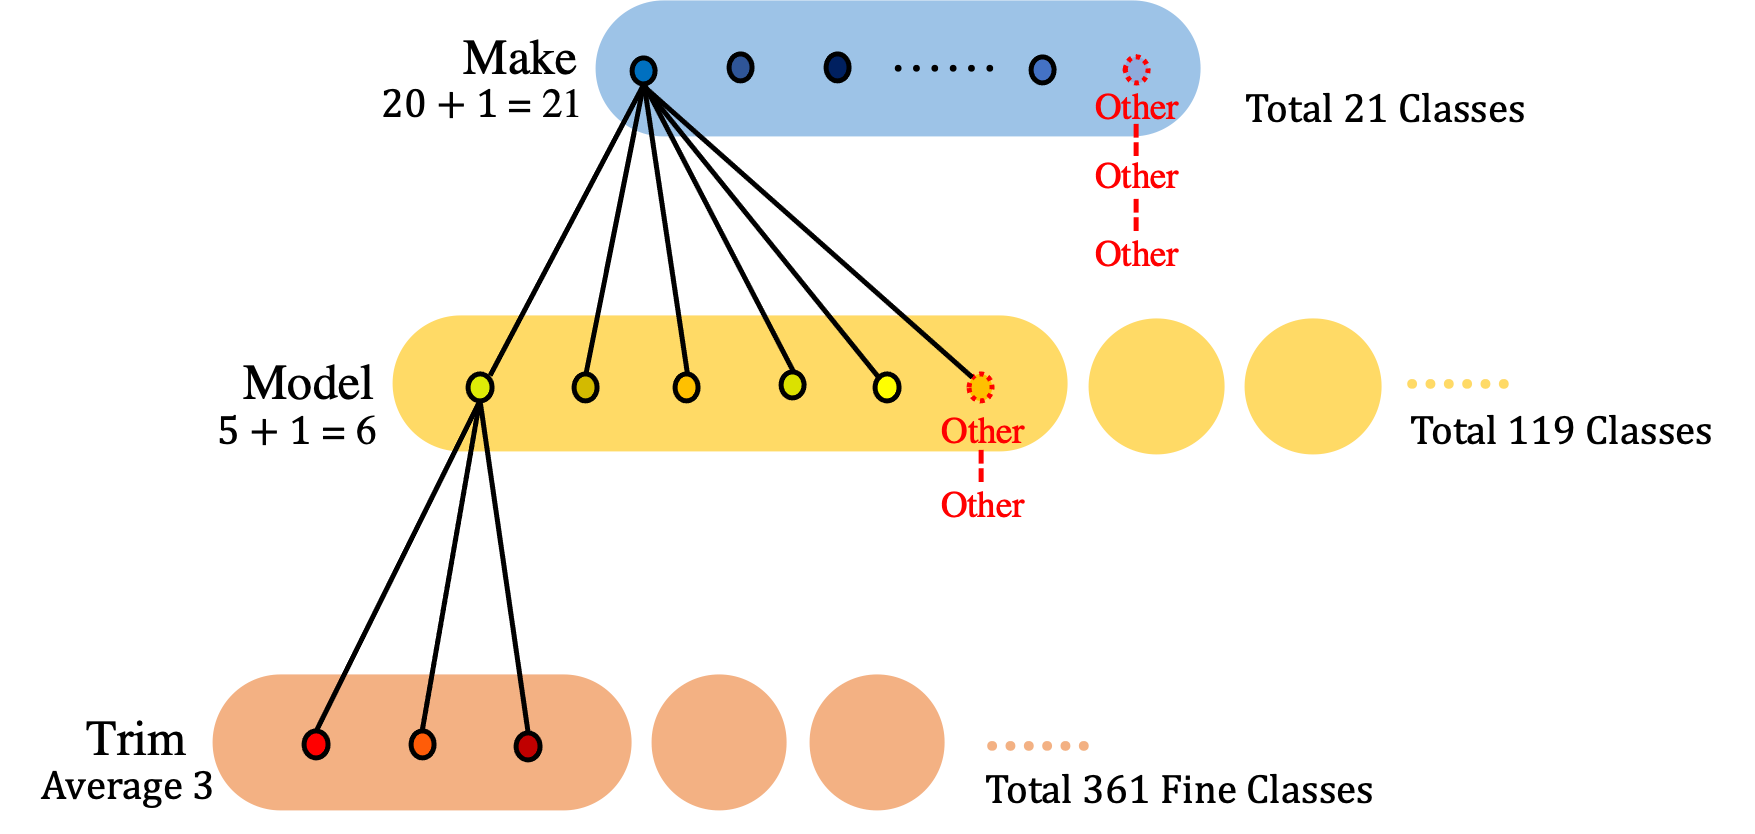 Make
20 + 1 = 21
Other
Total 21 Classes
Other
Other
Model
5 + 1 = 6
Other
Total 119 Classes
Other
Trim
Average 3
Total 361 Fine Classes